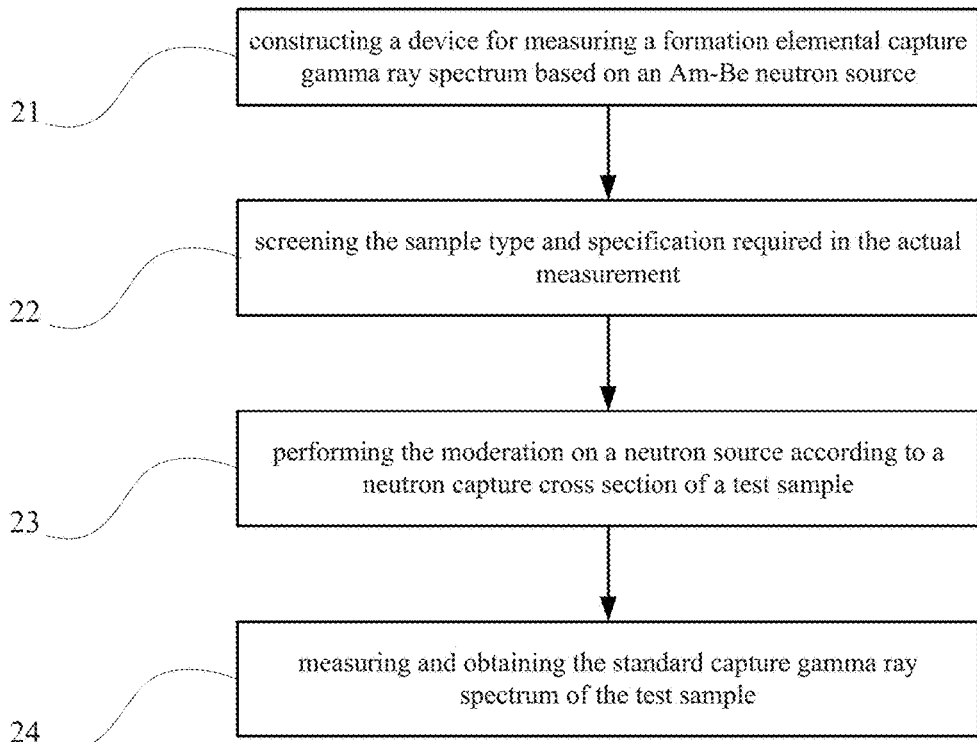 constructing a device for measuring a formation elemental capture
gamma ray spectrum based on an Am-Be neutron source
21
screening the sample type and specification required in the actual
measurement
22
performing the moderation on a neutron source according to a
neutron capture cross section of a test sample
23
measuring and obtaining the standard capture gamma ray
spectrum of the test sample
24